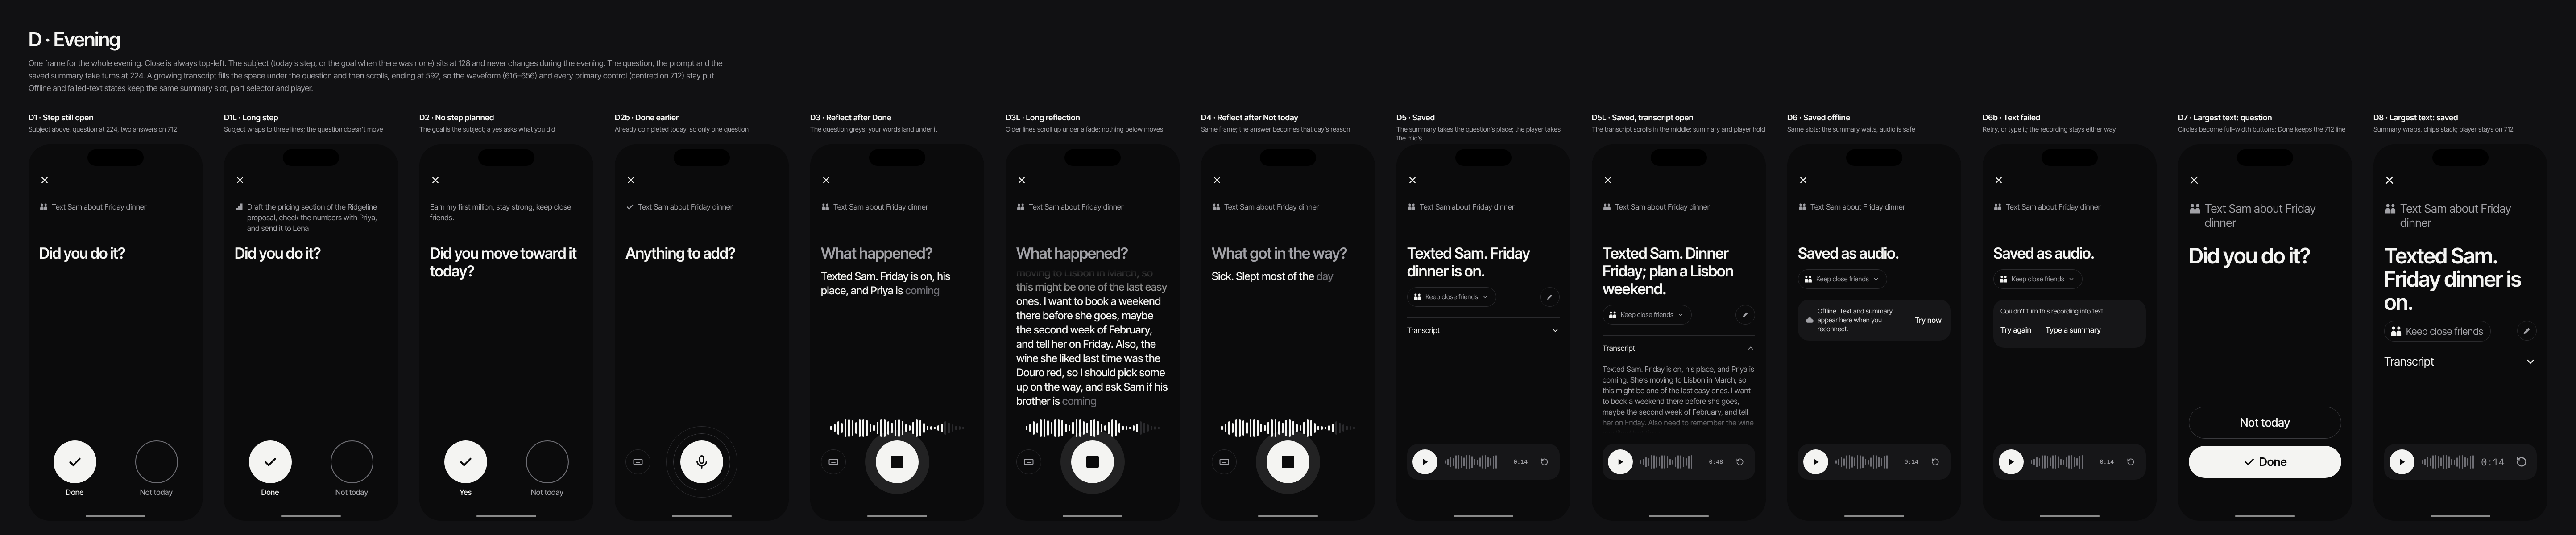 D · Evening
One frame for the whole evening. Close is always top-left. The subject (today's step, or the goal when there was none) sits at 128 and never changes during the evening. The question, the prompt and the
saved summary take turns at 224. A growing transcript fills the space under the question and then scrolls, ending at 592, so the waveform (616–656) and every primary control (centred on 712) stay put.
Offline and failed-text states keep the same summary slot, part selector and player.
D1 · Step still open
Subject above, question at 224, two answers on 712
Text Sam about Friday dinner
Did you do it?
Done
Not today
D1L · Long step
Subject wraps to three lines; the question doesn't move
Draft the pricing section of the Ridgeline
proposal, check the numbers with Priya,
and send it to Lena
Did you do it?
Done
Not today
D2 · No step planned
The goal is the subject; a yes asks what you did
Earn my first million, stay strong, keep close
friends.
Did you move toward it
today?
Yes
Not today
D2b · Done earlier
Already completed today, so only one question
Text Sam about Friday dinner
Anything to add?
D3 · Reflect after Done
The question greys; your words land under it
Text Sam about Friday dinner
What happened?
Texted Sam. Friday is on, his
place, and Priya is coming
D3L · Long reflection
Older lines scroll up under a fade; nothing below moves
Text Sam about Friday dinner
What happened?
moving to Lisbon in March, so
this might be one of the last easy
ones. I want to book a weekend
there before she goes, maybe
the second week of February,
and tell her on Friday. Also, the
wine she liked last time was the
Douro red, so I should pick some
up on the way, and ask Sam if his
brother is coming
D4 · Reflect after Not today
Same frame; the answer becomes that day's reason
Text Sam about Friday dinner
What got in the way?
Sick. Slept most of the day
D5 · Saved
The summary takes the question's place; the player takes
the mic's
Text Sam about Friday dinner
Texted Sam. Friday
dinner is on.
Keep close friends
Transcript
0:14
D5L · Saved, transcript open
The transcript scrolls in the middle; summary and player hold
Text Sam about Friday dinner
Texted Sam. Dinner
Friday; plan a Lisbon
weekend.
Keep close friends
Transcript
Texted Sam. Friday is on, his place, and Priya is
coming. She's moving to Lisbon in March, so
this might be one of the last easy ones. I want
to book a weekend there before she goes,
maybe the second week of February, and tell
her on Friday. Also need to remember the wine
0:48
D6 · Saved offline
Same slots: the summary waits, audio is safe
Text Sam about Friday dinner
Saved as audio.
Keep close friends
Offline. Text and summary
appear here when you
reconnect.
Try now
0:14
D6b · Text failed
Retry, or type it; the recording stays either way
Text Sam about Friday dinner
Saved as audio.
Keep close friends
Couldn't turn this recording into text.
Try again
Type a summary
0:14
D7 · Largest text: question
Circles become full-width buttons; Done keeps the 712 line
Text Sam about Friday
dinner
Did you do it?
Not today
Done
D8 · Largest text: saved
Summary wraps, chips stack; player stays on 712
Text Sam about Friday
dinner
Texted Sam.
Friday dinner is
on.
Keep close friends
Transcript
0:14